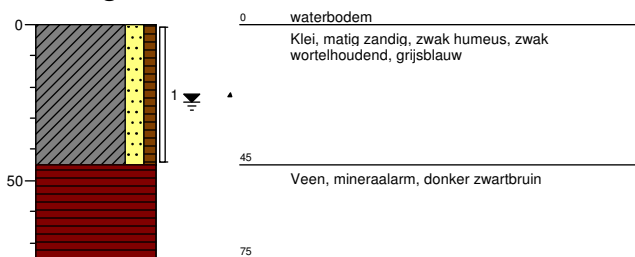 0
0 waterbodem
Klei, matig zandig, zwak humeus, zwak
wortelhoudend, grijsblauw
1
45
50
Veen, mineraalarm, donker zwartbruin
75